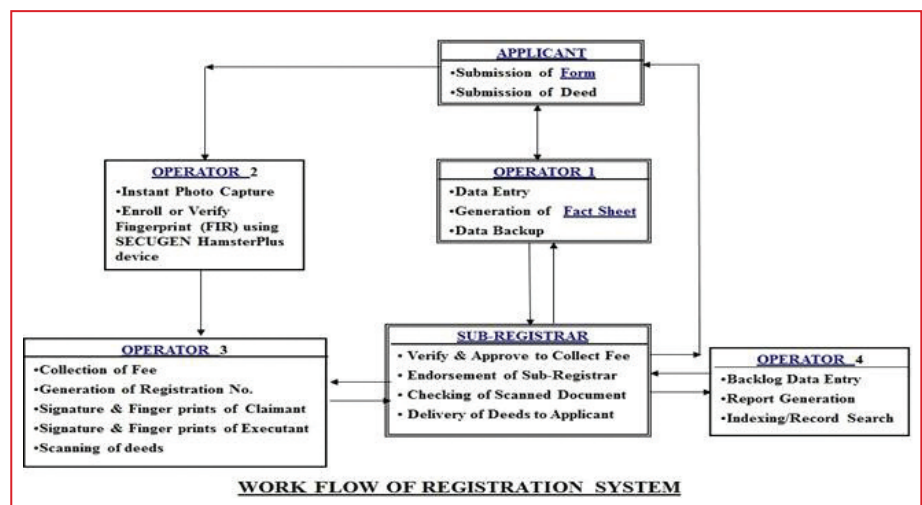 APPLICANT
•Submission of Form
•Submission of Deed
OPERATOR 2
•Instant Photo Capture
•Enroll or Verify
Fingerprint (FIR) using
SECUGEN HamsterPlus
device
OPERATOR 1
•Data Entry
•Generation of Fact Sheet
•Data Backup
OPERATOR 3
•Collection of Fee
•Generation of Registration No.
•Signature & Finger prints of Claimant
•Signature & Finger prints of Executant
•Scanning of deeds
SUB-REGISTRAR
• Verify & Approve to Collect Fee
• Endorsement of Sub-Registrar
• Checking of Scanned Document
• Delivery of Deeds to Applicant
OPERATOR 4
•Backlog Data Entry
•Report Generation
•Indexing/Record Search
WORK FLOW OF REGISTRATION SYSTEM